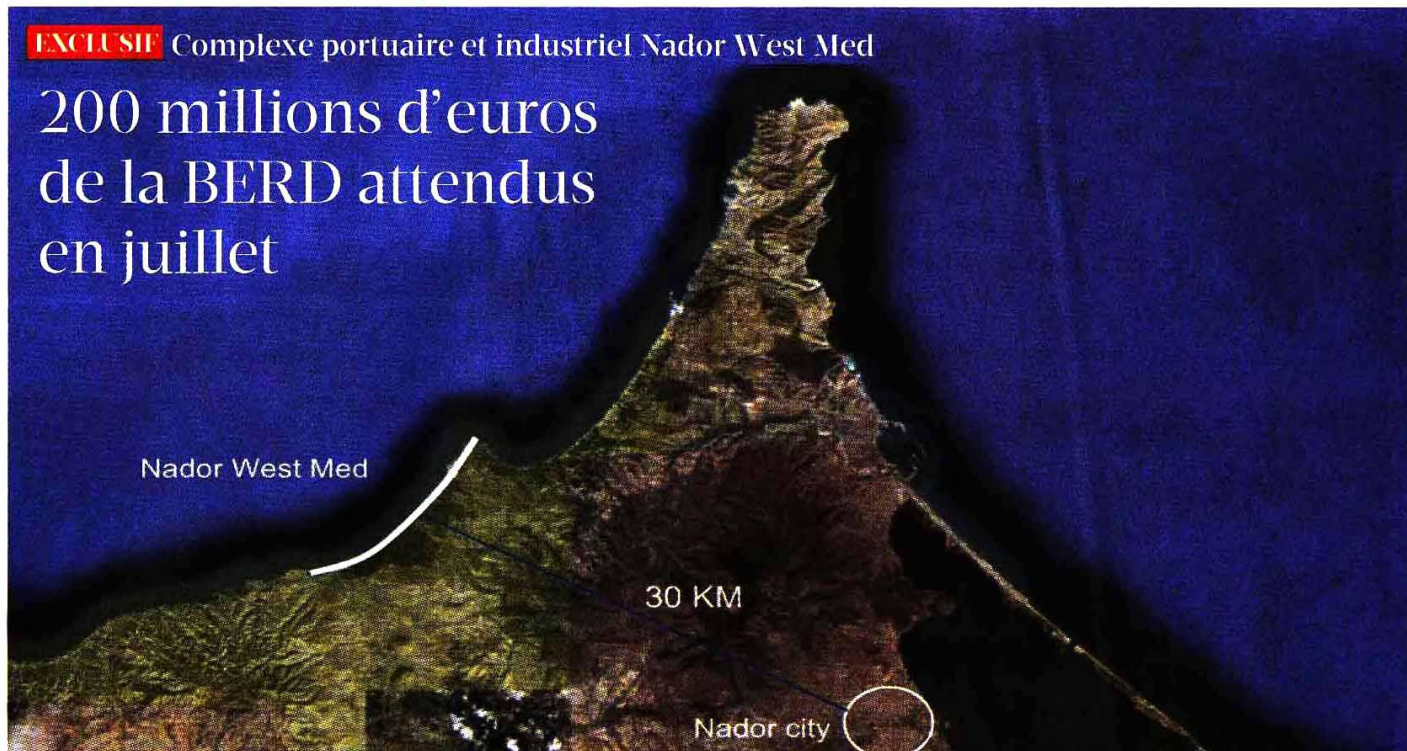 EXCLUSIF Complexe portuaire et industriel Nador West Med
200 millions d'euros
de la BERD attendus
en juillet
Nador West Med
30 KM
Nador city